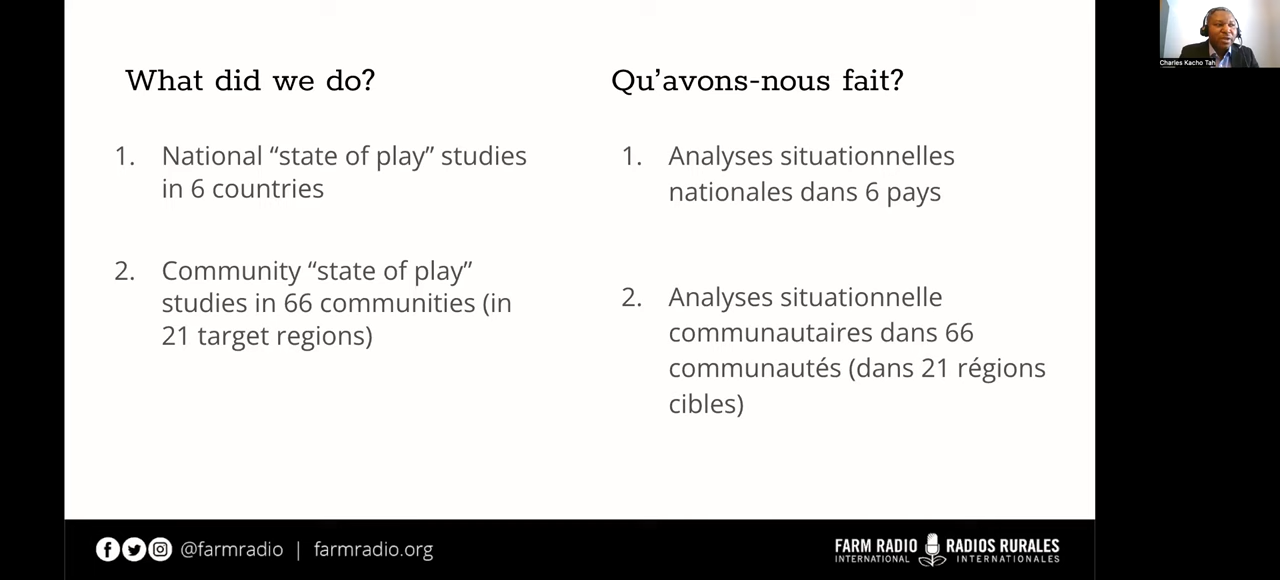 What did we do?
1. National “state of play” studies
in 6 countries
2. Community “state of play”
studies in 66 communities (in
21 target regions)
Qu’avons-nous fait?
1. Analyses situationnelles
nationales dans 6 pays
2. Analyses situationnelle
communautaires dans 66
communautés (dans 21 régions
cibles)
@farmradio | farmradio.org
FARM RADIO
INTERNATIONAL
RADIOS RURALES
INTERNATIONALES
Charles Kacho Tah